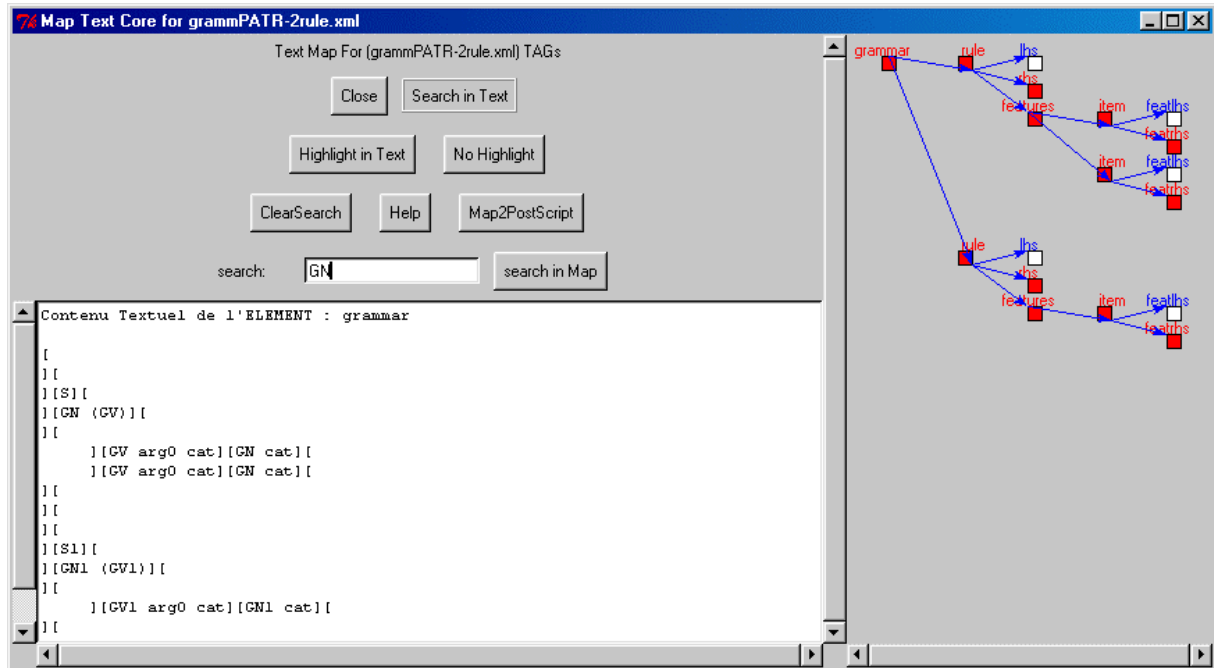 Map Text Core for grammPATR-2rule.xml
Text Map For (grammPATR-2rule.xml) TAGs
Close Search in Text
Highlight in Text No Highlight
ClearSearch Help Map2PostScript
search: GN search in Map
Contenu Textuel de l'ELEMENT : grammar
[
][
][S][
][GN (GV)][
][
][GV arg0 cat][GN cat][
][GV arg0 cat][GN cat][
][
][
][
][S1][
][GN1 (GV1)][
][
][GV1 arg0 cat][GN1 cat][
][
grammar rule lhs
rhs
features item featlhs
featrhs
item featlhs
featrhs
rule lhs
rhs
features item featlhs
featrhs